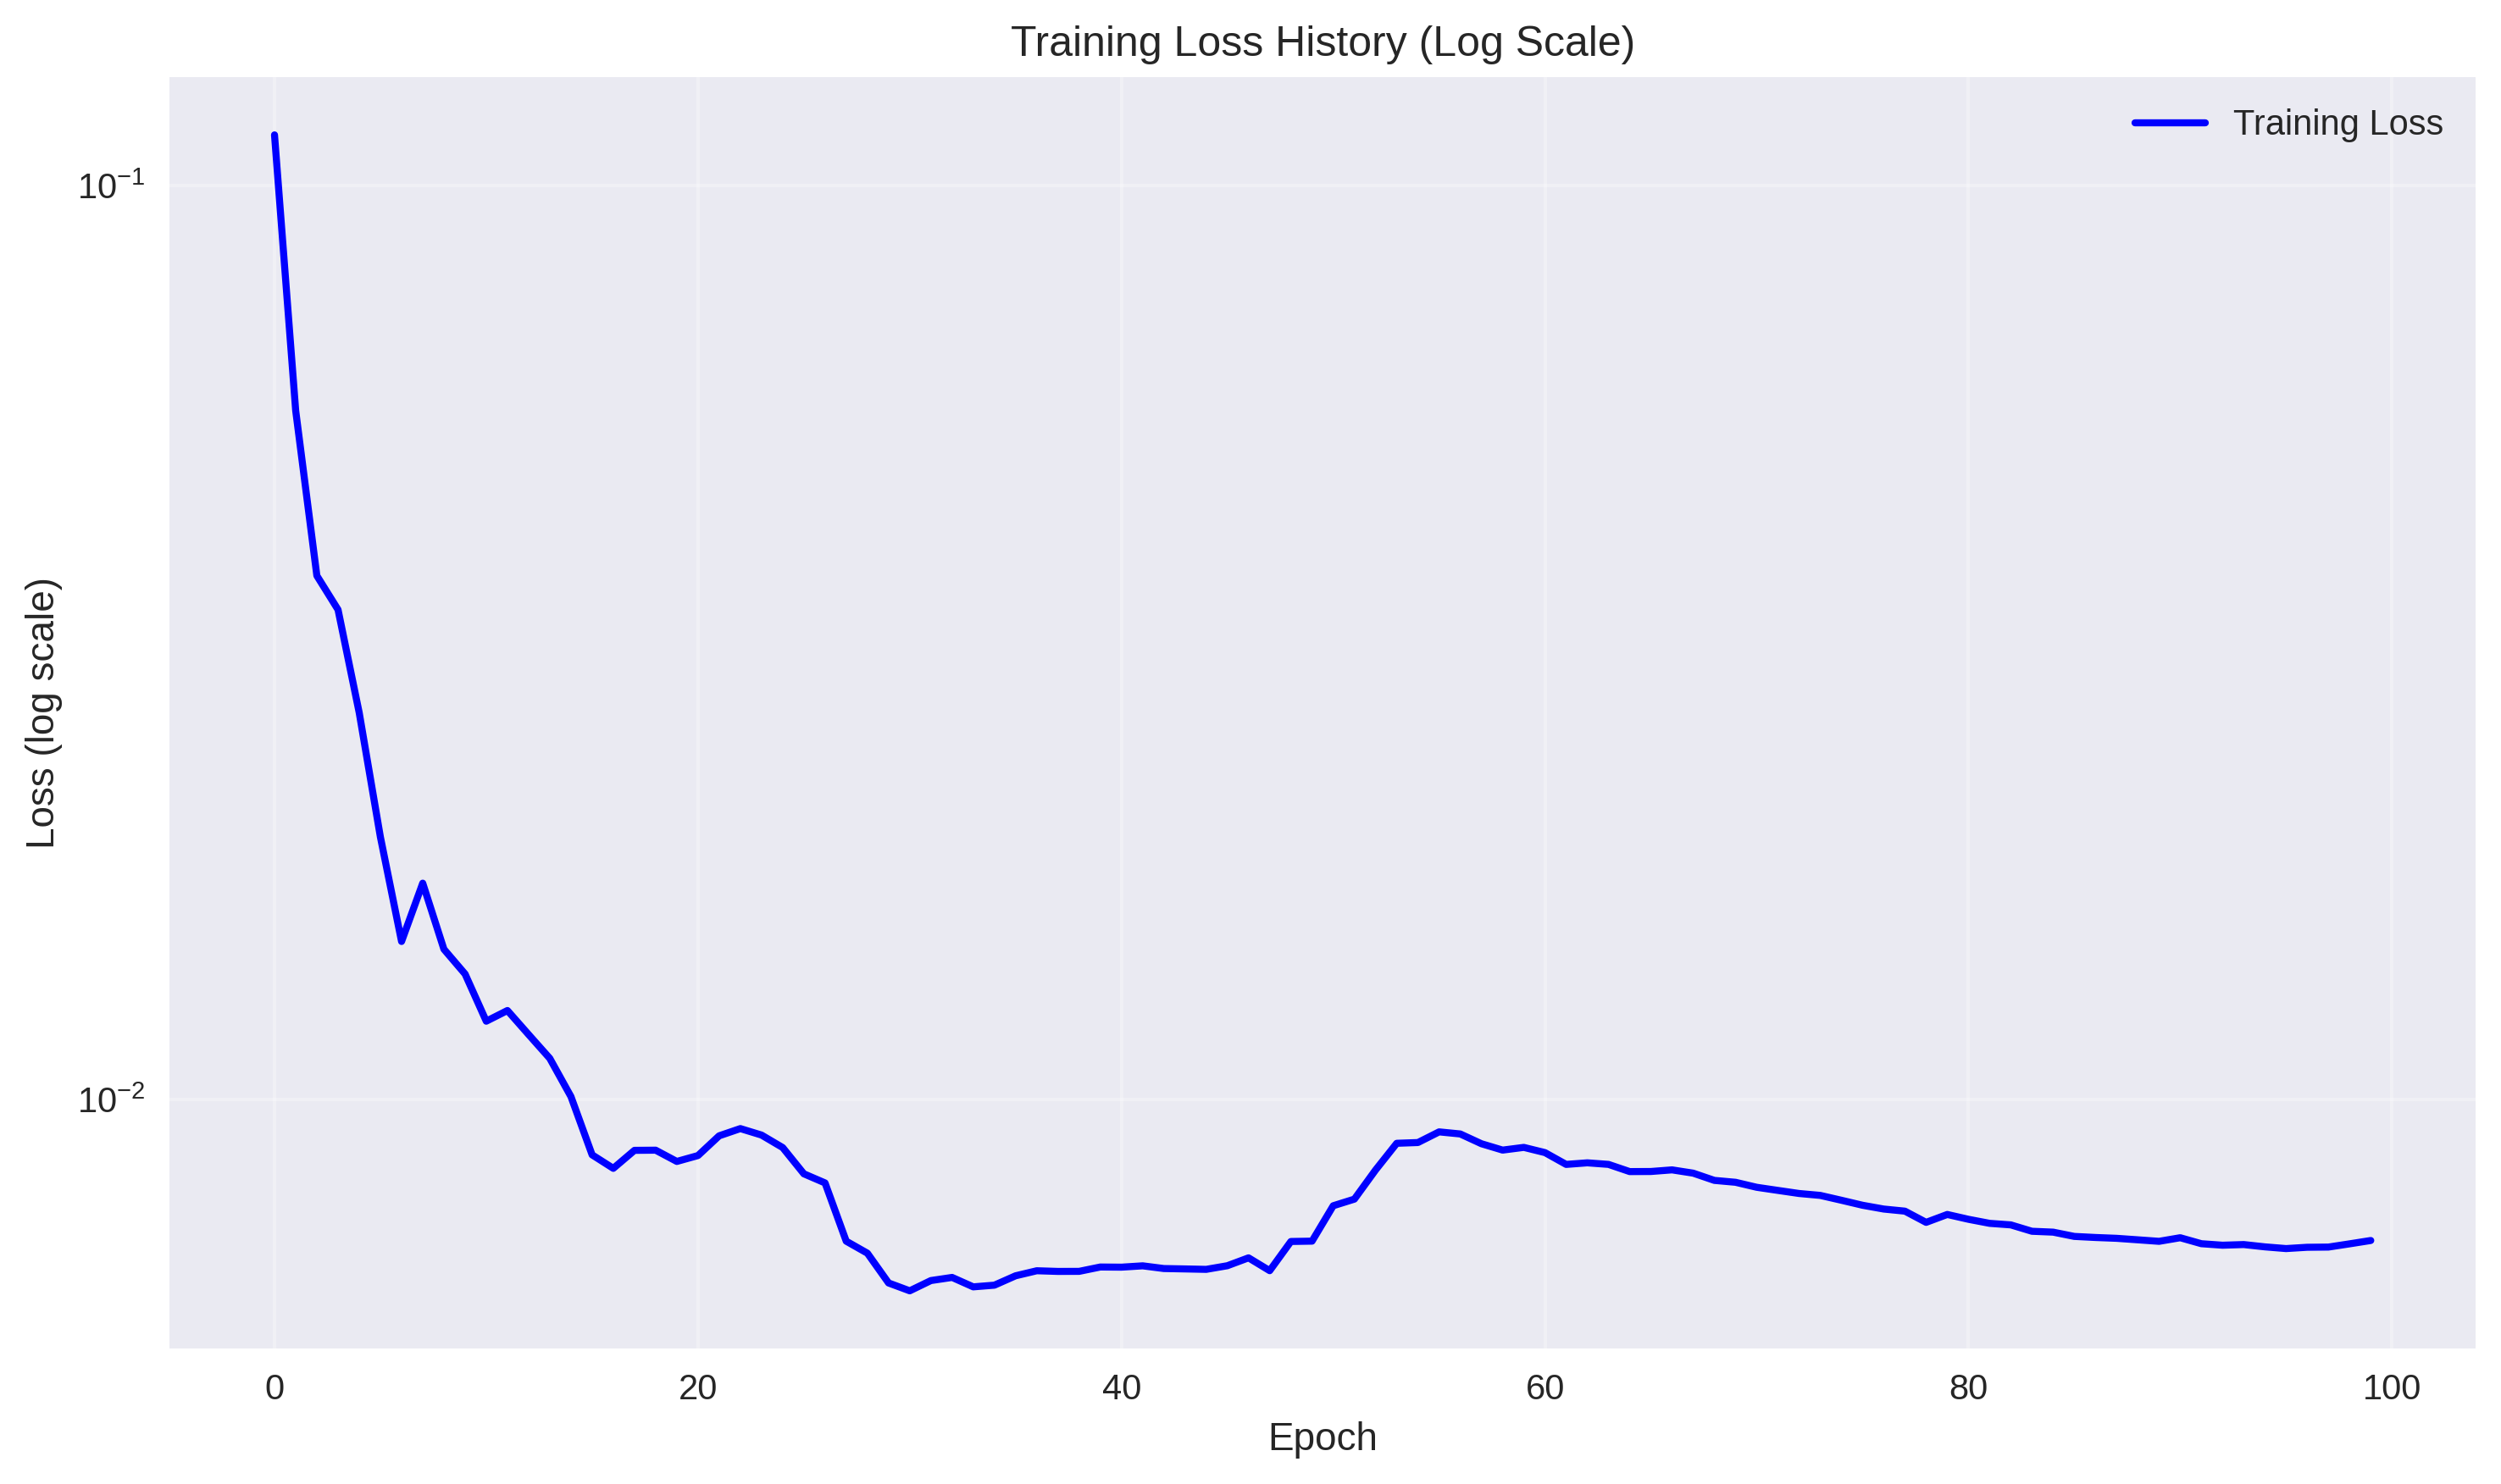 Training Loss History (Log Scale)
Training Loss
10⁻¹
Loss (log scale)
10⁻²
0 20 40 60 80 100
Epoch